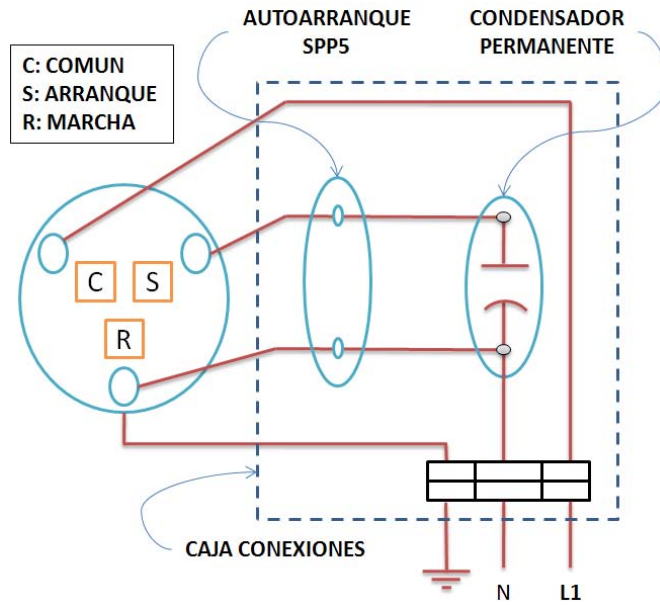 AUTOARRANQUE
SPP5
CONDENSADOR
PERMANENTE
C: COMUN
S: ARRANQUE
R: MARCHA
C
S
R
CAJA CONEXIONES
N
L1